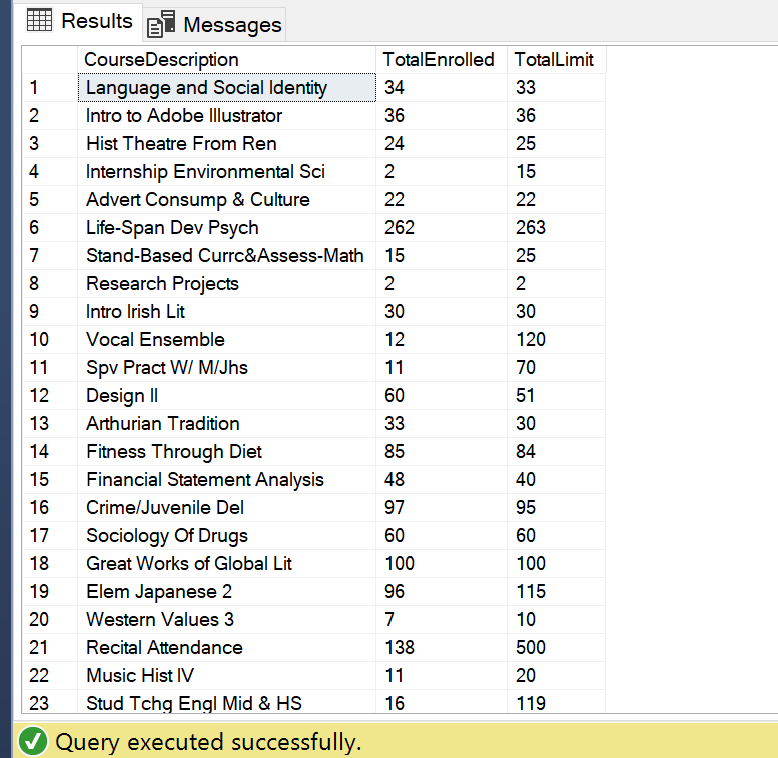 Results Messages
CourseDescription TotalEnrolled TotalLimit
1 Language and Social Identity 34 33
2 Intro to Adobe Illustrator 36 36
3 Hist Theatre From Ren 24 25
4 Internship Environmental Sci 2 15
5 Advert Consump & Culture 22 22
6 Life-Span Dev Psych 262 263
7 Stand-Based Currc&Assess-Math 15 25
8 Research Projects 2 2
9 Intro Irish Lit 30 30
10 Vocal Ensemble 12 120
11 Spv Pract W/ M/Jhs 11 70
12 Design II 60 51
13 Arthurian Tradition 33 30
14 Fitness Through Diet 85 84
15 Financial Statement Analysis 48 40
16 Crime/Juvenile Del 97 95
17 Sociology Of Drugs 60 60
18 Great Works of Global Lit 100 100
19 Elem Japanese 2 96 115
20 Western Values 3 7 10
21 Recital Attendance 138 500
22 Music Hist IV 11 20
23 Stud Tchg Engl Mid & HS 16 119
Query executed successfully.